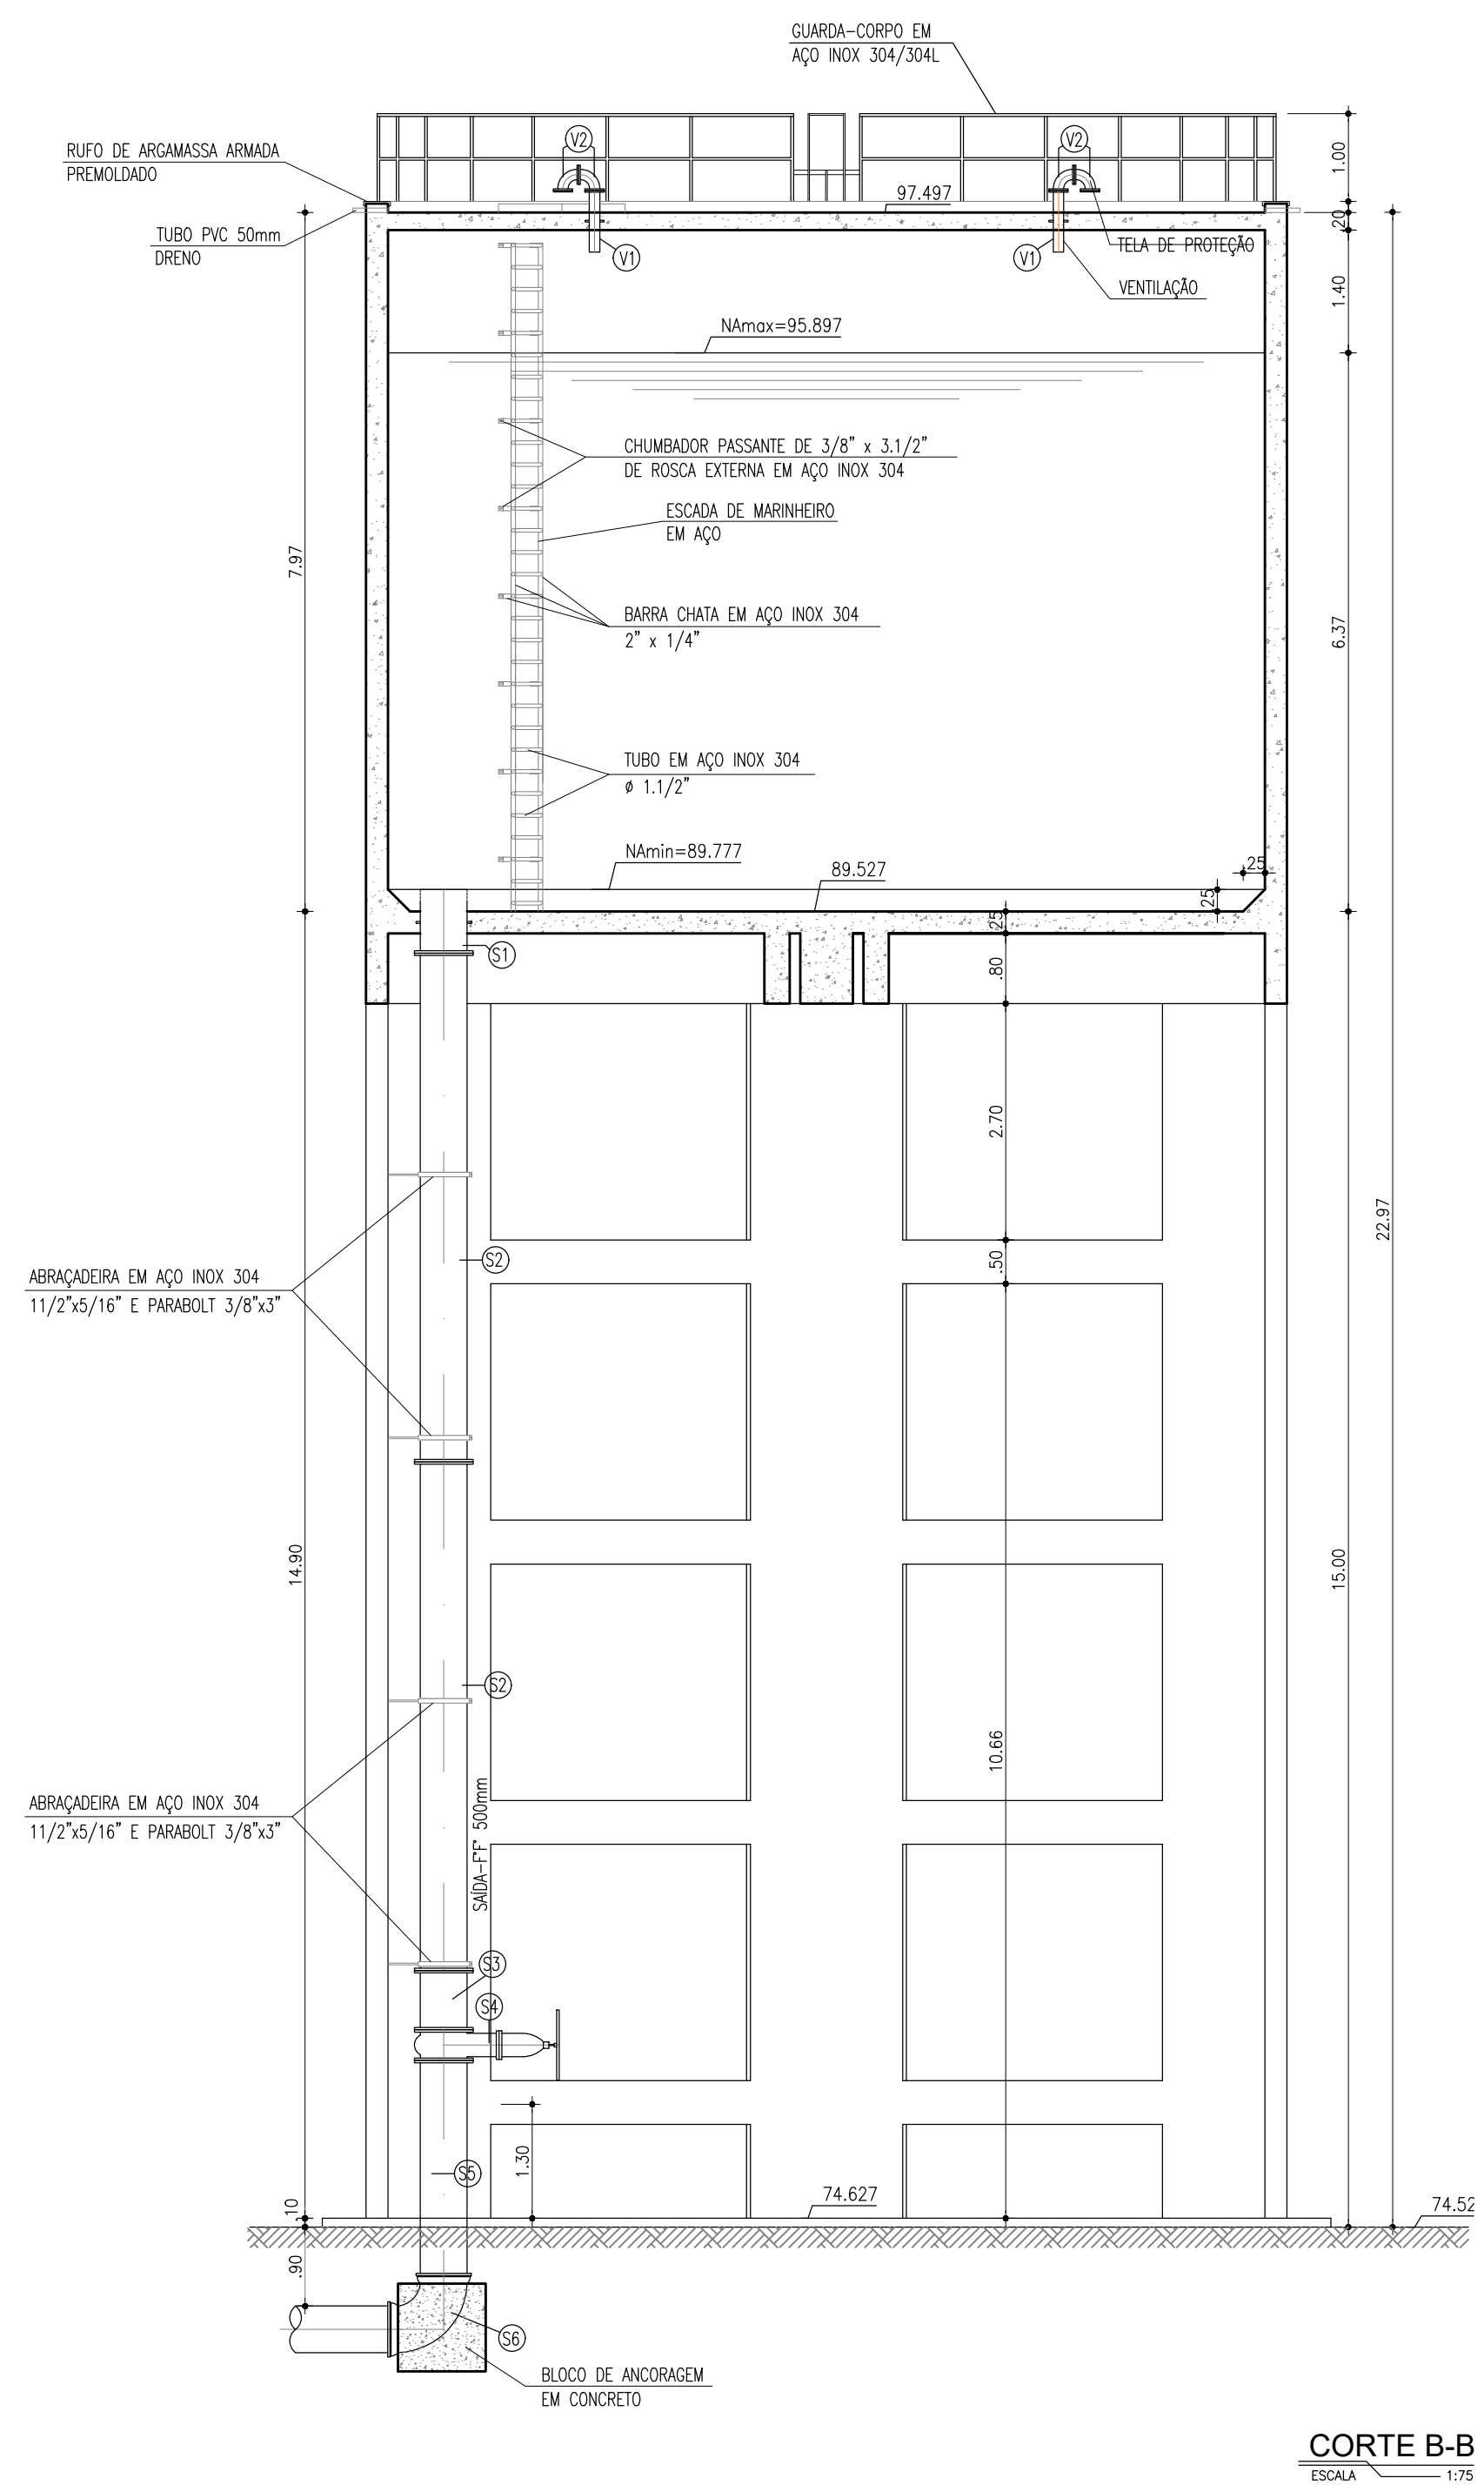 GUARDA-CORPO EM
AÇO INOX 304/304L
RUFO DE ARGAMASSA ARMADA
PREMOLDADO
V2
V2
1.00
97.497
.20
TUBO PVC 50mm
DRENO
V1
V1
TELA DE PROTEÇÃO
VENTILAÇÃO
1.40
NAmax=95.897
CHUMBADOR PASSANTE DE 3/8" x 3.1/2"
DE ROSCA EXTERNA EM AÇO INOX 304
ESCADA DE MARINHEIRO
EM AÇO
7.97
BARRA CHATA EM AÇO INOX 304
2" x 1/4"
6.37
TUBO EM AÇO INOX 304
ø 1.1/2"
NAmin=89.777
89.527
.25
.25
.25
S1
.80
2.70
22.97
S2
.50
ABRAÇADEIRA EM AÇO INOX 304
11/2"x5/16" E PARABOLT 3/8"x3"
14.90
15.00
S2
10.66
ABRAÇADEIRA EM AÇO INOX 304
11/2"x5/16" E PARABOLT 3/8"x3"
SAÍDA-F°F° 500mm
S3
S4
1.30
S5
74.627
.10
74.52
.90
S6
BLOCO DE ANCORAGEM
EM CONCRETO
CORTE B-B
ESCALA 1:75